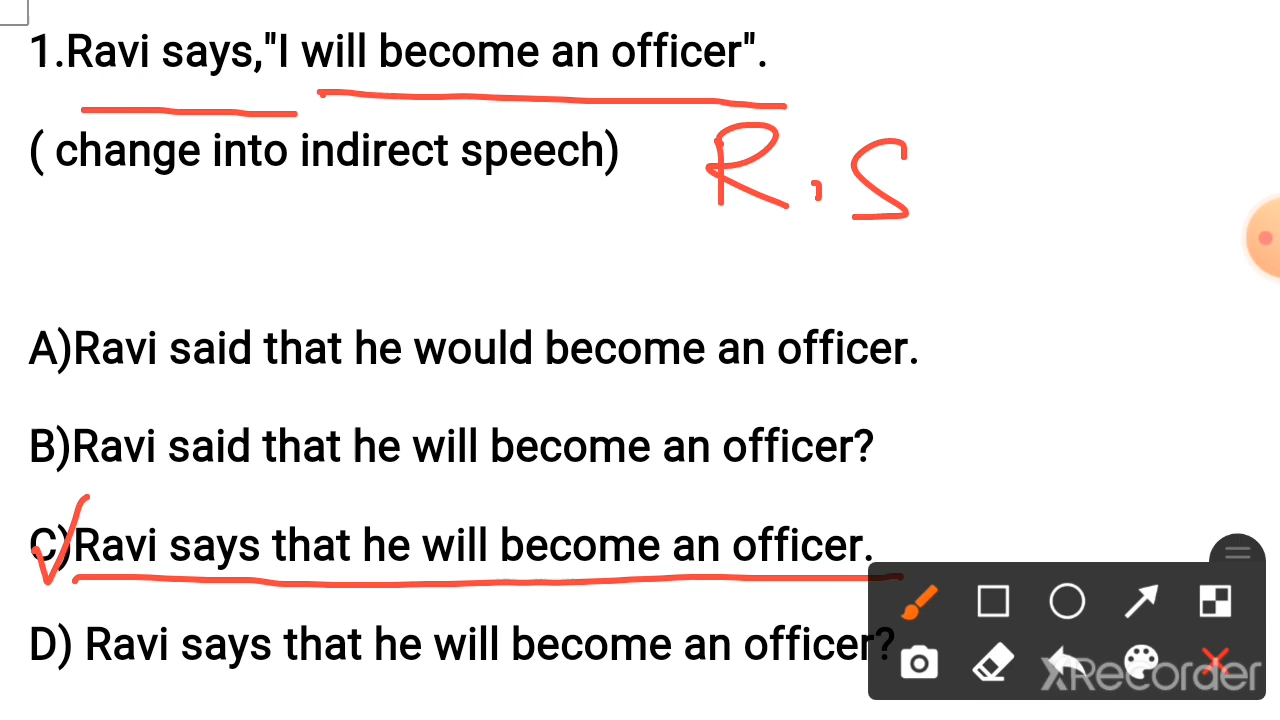 1.Ravi says,"I will become an officer".
( change into indirect speech)
R, S
A)Ravi said that he would become an officer.
B)Ravi said that he will become an officer?
C)Ravi says that he will become an officer.
D) Ravi says that he will become an officer?
XRecorder